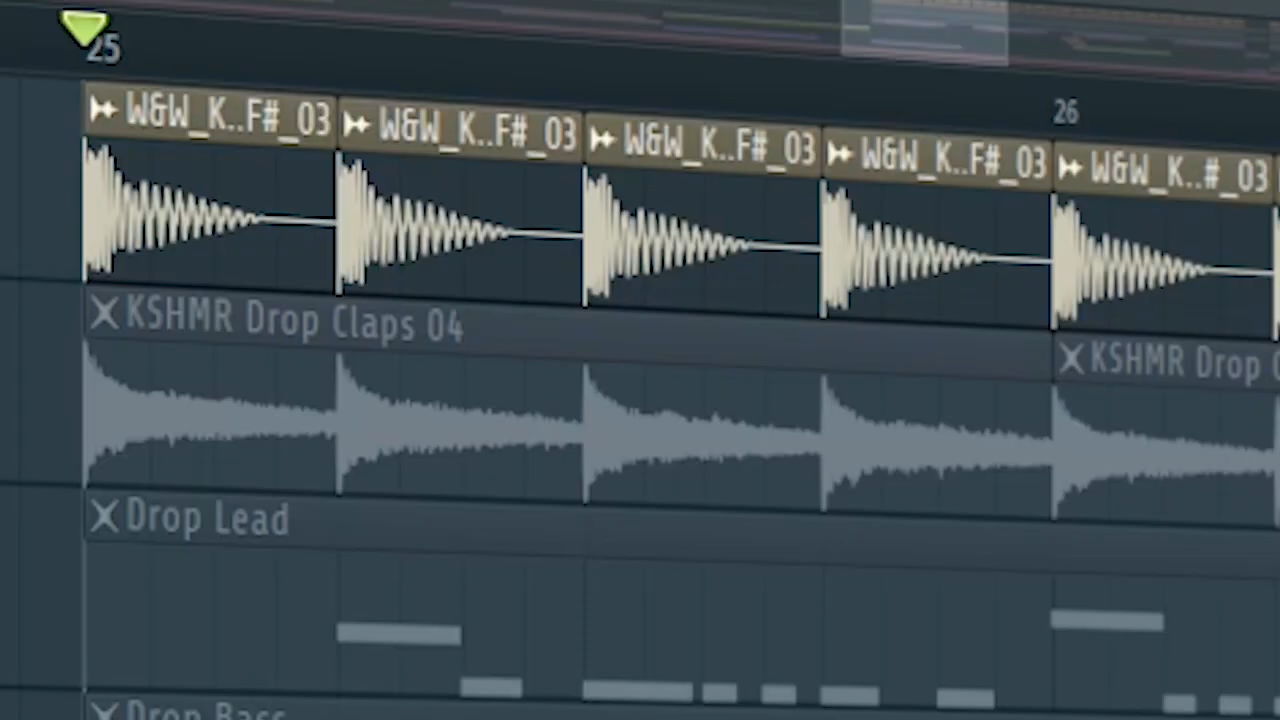 25
26
W&W_K..F#_03 W&W_K..F#_03 W&W_K..F#_03 W&W_K..F#_03 W&W_K..#_03
KSHMR Drop Claps 04 KSHMR Drop
Drop Lead
Drop Bass